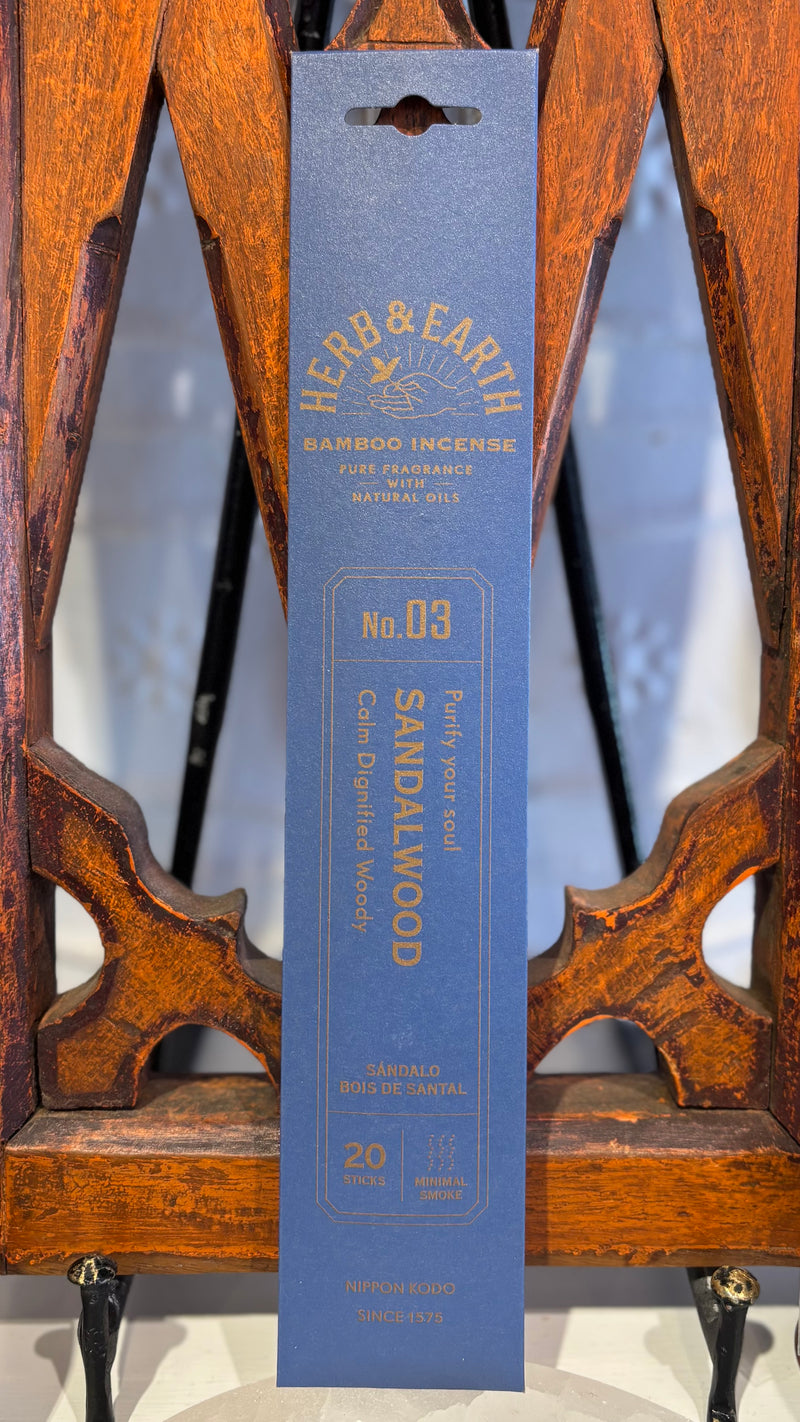 HERB & EARTH
BAMBOO INCENSE
PURE FRAGRANCE
WITH
NATURAL OILS
No.03
Purify your soul
SANDALWOOD
Calm Dignified Woody
SÁNDALO
BOIS DE SANTAL
20
STICKS
MINIMAL
SMOKE
NIPPON KODO
SINCE 1575